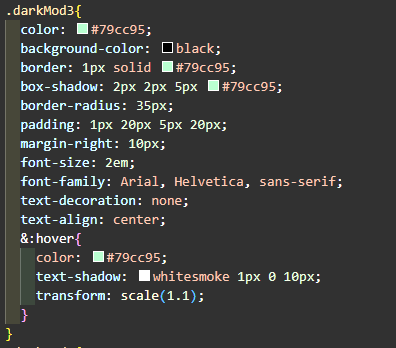 .darkMod3{
color: #79cc95;
background-color: black;
border: 1px solid #79cc95;
box-shadow: 2px 2px 5px #79cc95;
border-radius: 35px;
padding: 1px 20px 5px 20px;
margin-right: 10px;
font-size: 2em;
font-family: Arial, Helvetica, sans-serif;
text-decoration: none;
text-align: center;
&:hover{
color: #79cc95;
text-shadow: whitesmoke 1px 0 10px;
transform: scale(1.1);
}
}